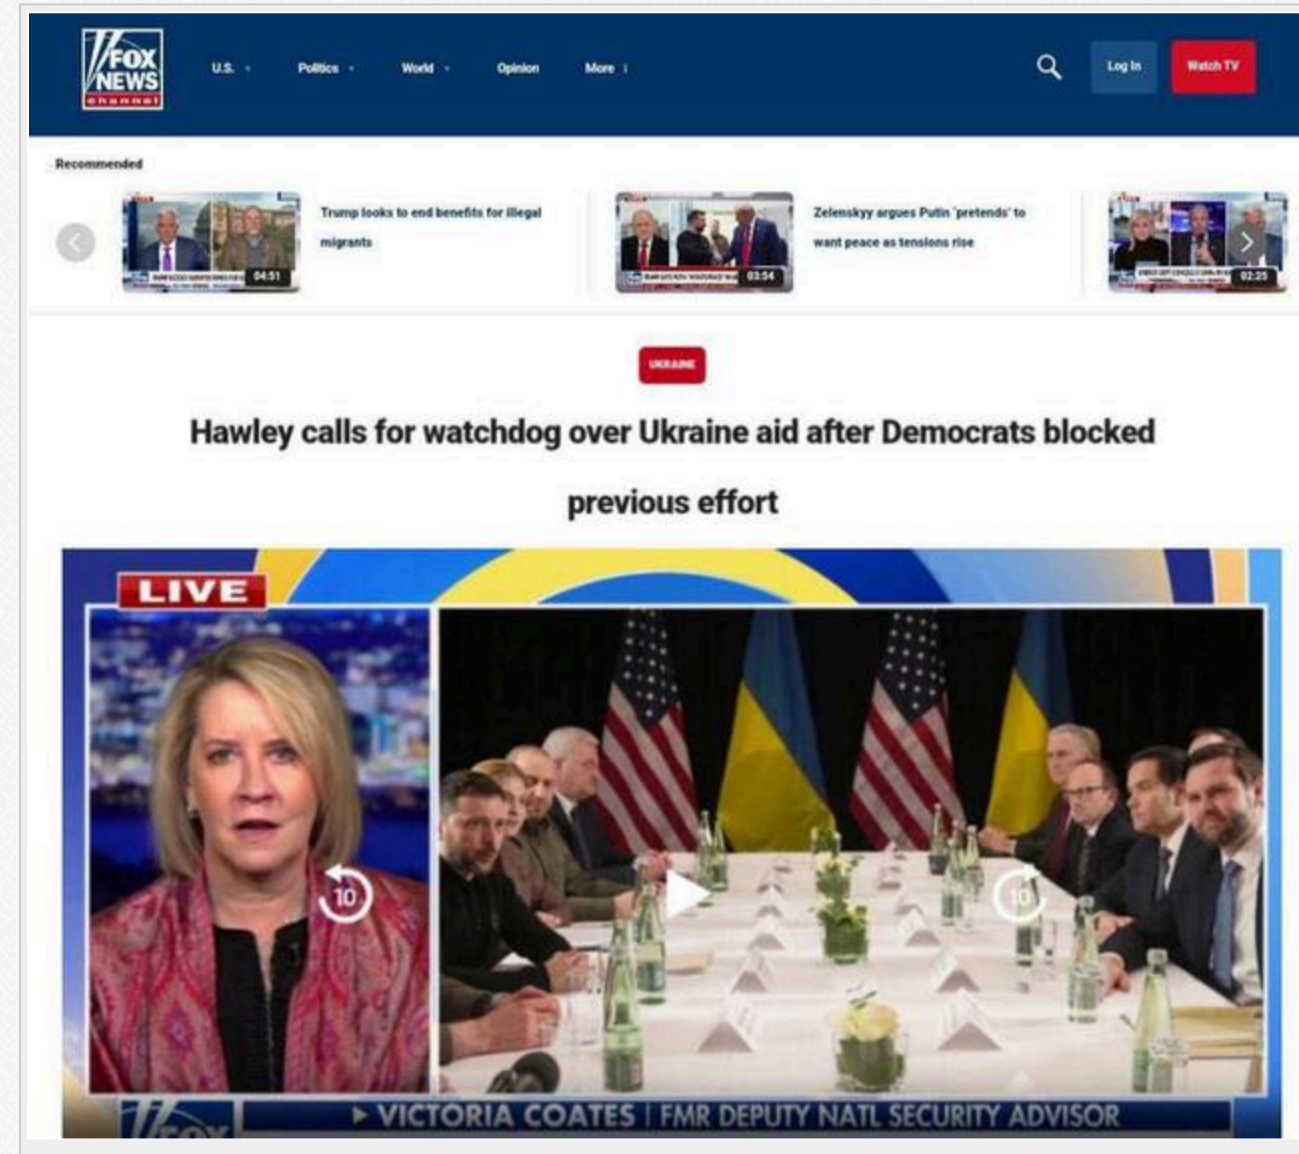 FOX
NEWS
channel
U.S.
Politics
World
Opinion
More
Log In
Watch TV
Recommended
Trump looks to end benefits for illegal
migrants
04:51
Zelenskyy argues Putin 'pretends' to
want peace as tensions rise
03:54
02:25
UKRAINE
Hawley calls for watchdog over Ukraine aid after Democrats blocked
previous effort
LIVE
10
10
VICTORIA COATES | FMR DEPUTY NATL SECURITY ADVISOR
FOX